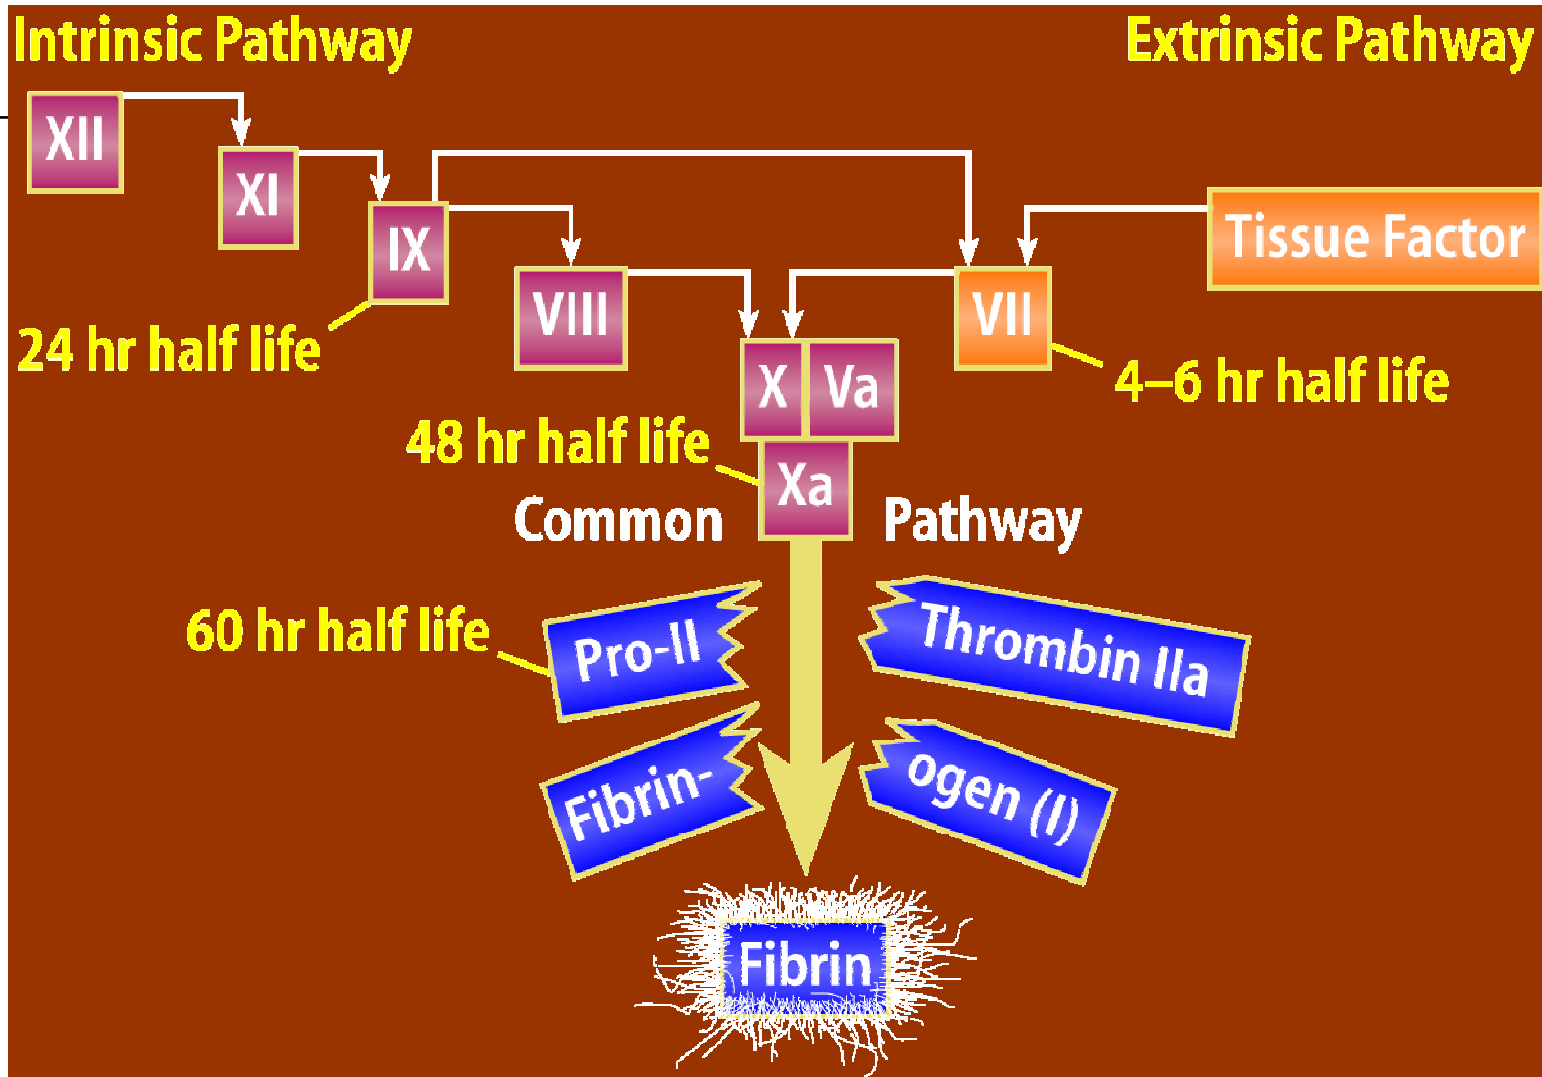 Intrinsic Pathway
Extrinsic Pathway
XII
XI
IX
Tissue Factor
VIII
VII
24 hr half life
X
Va
4–6 hr half life
48 hr half life
Xa
Common Pathway
60 hr half life
Pro-II
Thrombin IIa
Fibrin-
ogen (I)
Fibrin